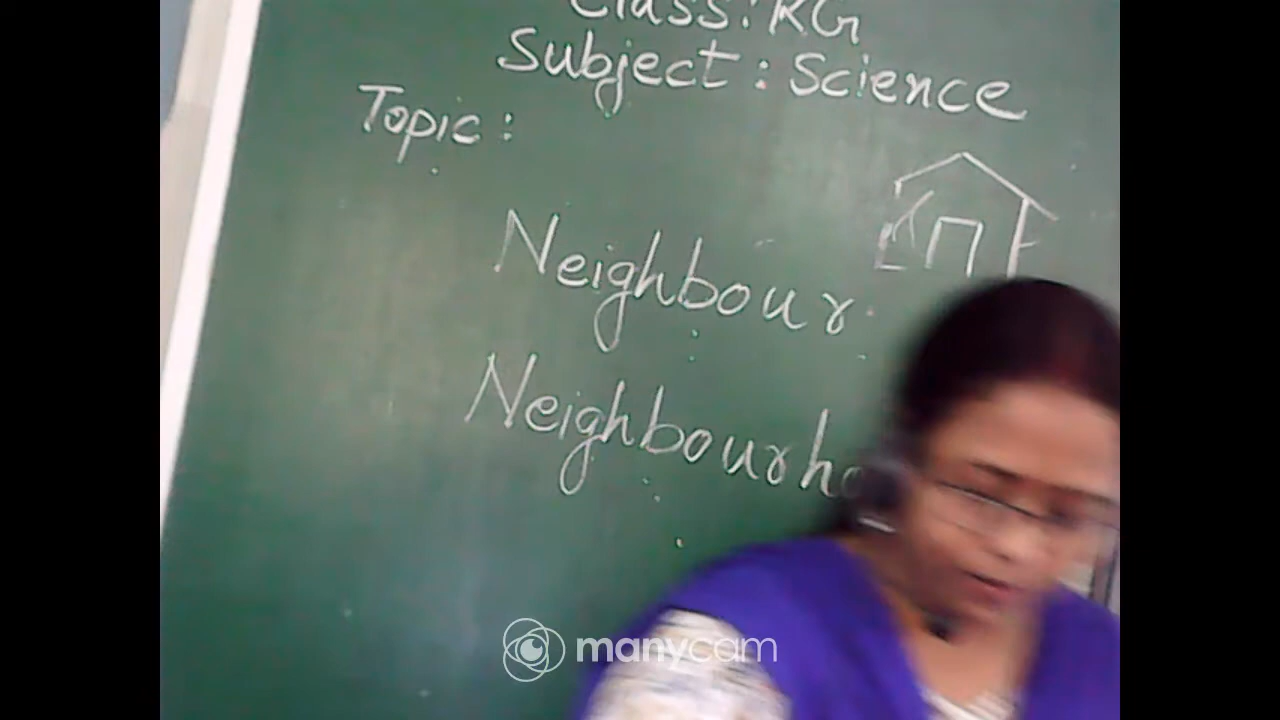 Class: KG
Subject : Science
Topic :
Neighbour
Neighbourho
manycam